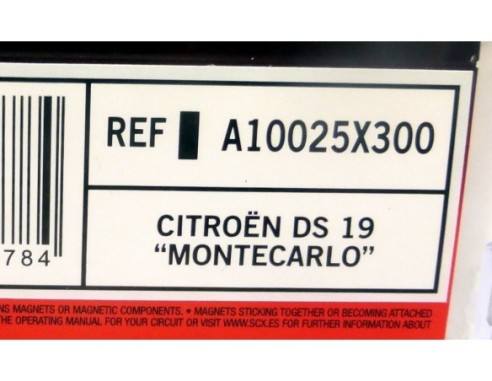 REF A10025X300
784
CITROËN DS 19
“MONTECARLO”
MAGNETS OR MAGNETIC COMPONENTS. • MAGNETS STICKING TOGETHER OR BECOMING ATTACHED
THE OPERATING MANUAL FOR YOUR CIRCUIT OR VISIT WWW.SCX.ES FOR FURTHER INFORMATION ABOUT